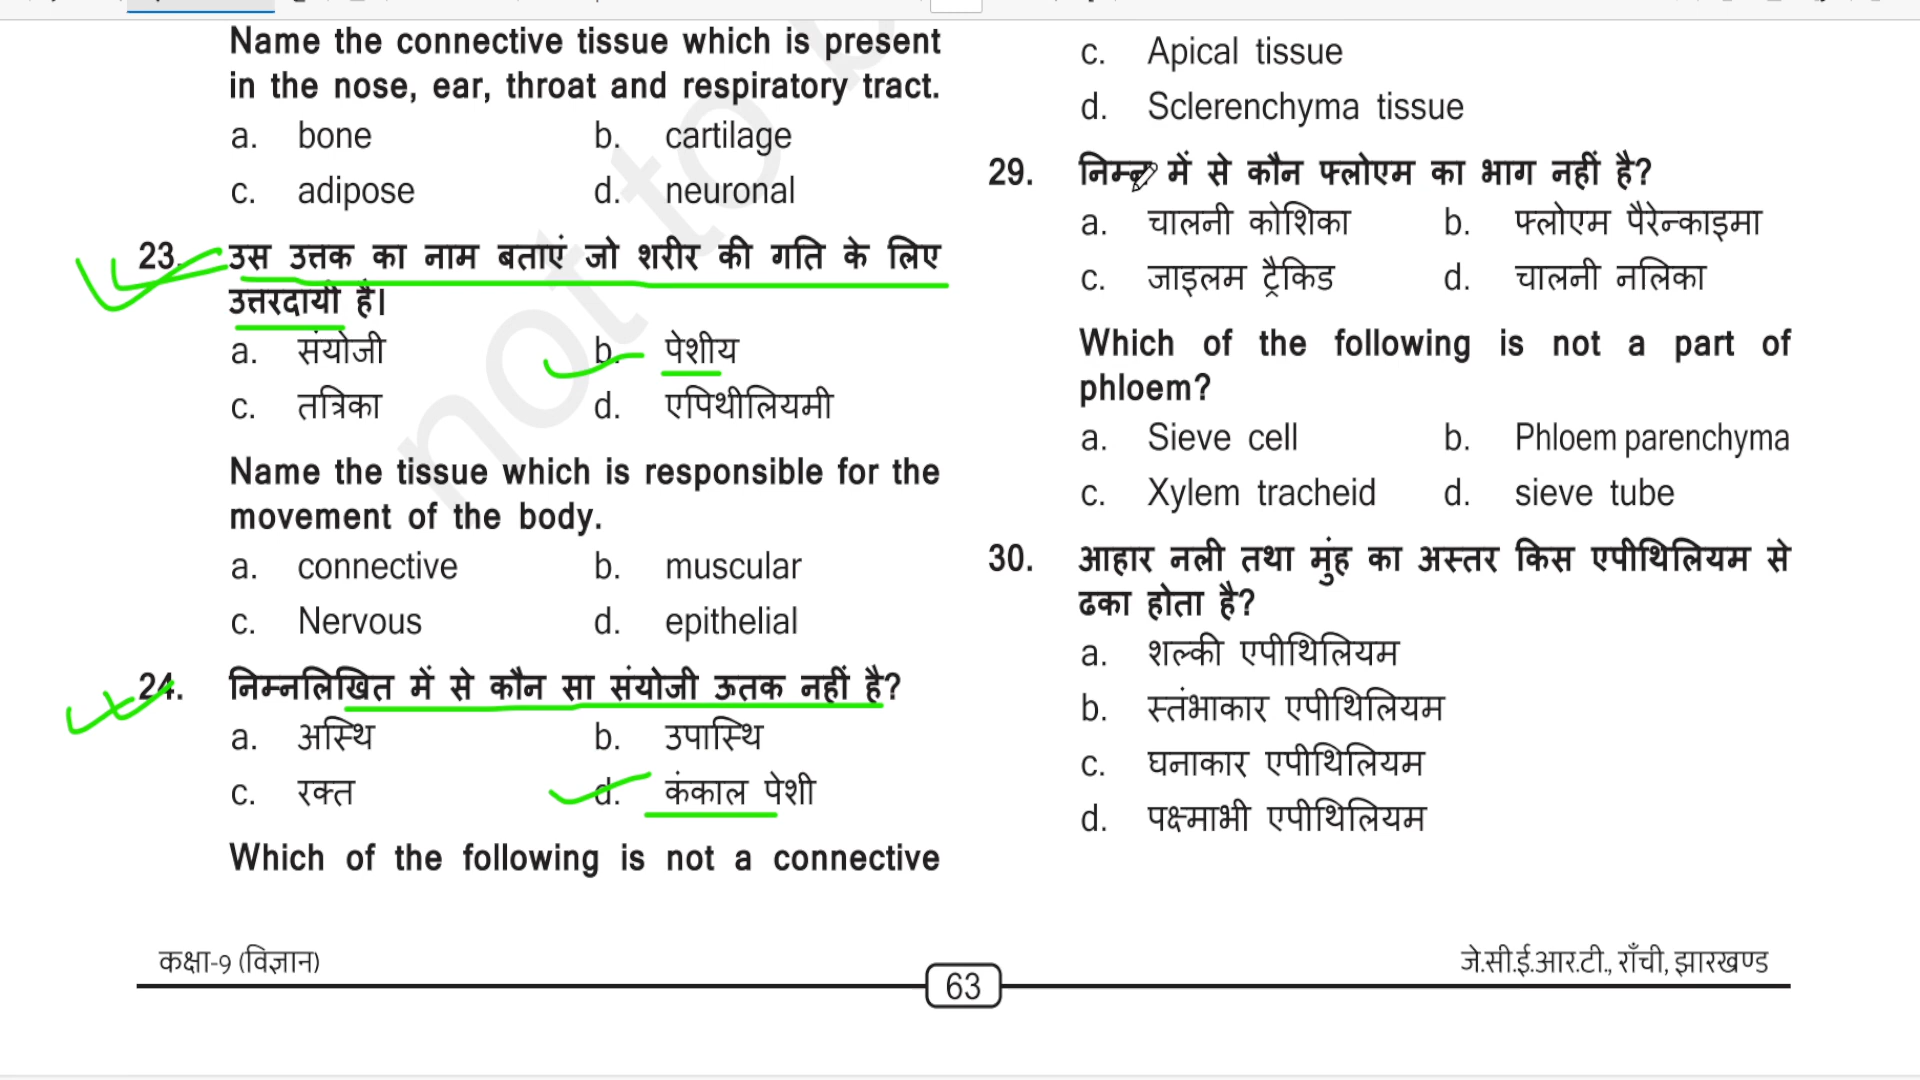 Name the connective tissue which is present
in the nose, ear, throat and respiratory tract.
a. bone b. cartilage
c. adipose d. neuronal
23. उस उत्तक का नाम बताएं जो शरीर की गति के लिए
उत्तरदायी है।
a. संयोजी b. पेशीय
c. तत्रिका d. एपिथीलियमी
Name the tissue which is responsible for the
movement of the body.
a. connective b. muscular
c. Nervous d. epithelial
24. निम्नलिखित में से कौन सा संयोजी ऊतक नहीं है?
a. अस्थि b. उपास्थि
c. रक्त d. कंकाल पेशी
Which of the following is not a connective
c. Apical tissue
d. Sclerenchyma tissue
29. निम्न में से कौन फ्लोएम का भाग नहीं है?
a. चालनी कोशिका b. फ्लोएम पैरेन्काइमा
c. जाइलम ट्रैकिड d. चालनी नलिका
Which of the following is not a part of
phloem?
a. Sieve cell b. Phloem parenchyma
c. Xylem tracheid d. sieve tube
30. आहार नली तथा मुंह का अस्तर किस एपीथिलियम से
ढका होता है?
a. शल्की एपीथिलियम
b. स्तंभाकार एपीथिलियम
c. घनाकार एपीथिलियम
d. पक्ष्माभी एपीथिलियम
not to b
कक्षा-9 (विज्ञान)
63
जे.सी.ई.आर.टी., राँची, झारखण्ड